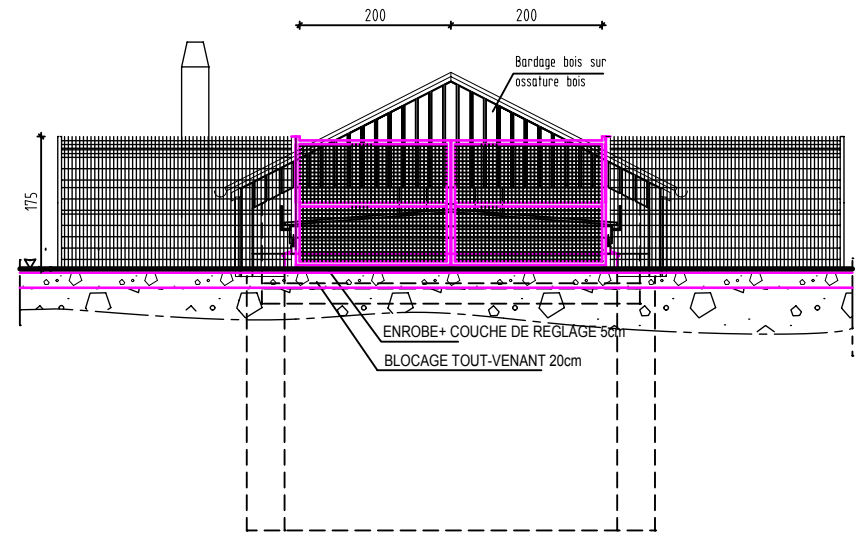 200
200
Bardage bois sur
ossature bois
175
ENROBE+ COUCHE DE REGLAGE 5cm
BLOCAGE TOUT-VENANT 20cm